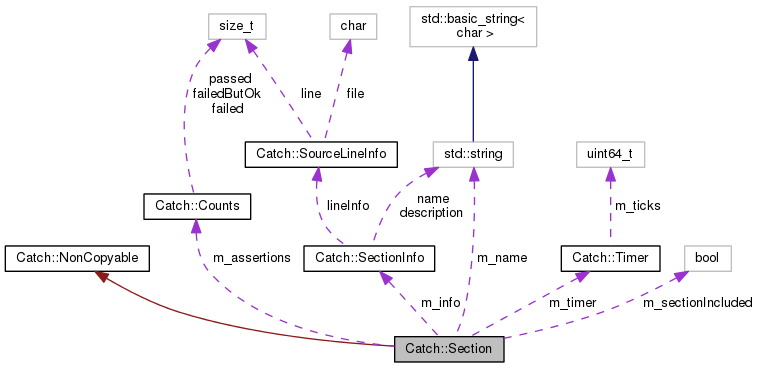 size_t
char
std::basic_string<
char >
passed
failedButOk
failed
line
file
Catch::SourceLineInfo
std::string
uint64_t
Catch::Counts
lineInfo
name
description
m_ticks
Catch::NonCopyable
m_assertions
Catch::SectionInfo
m_name
Catch::Timer
bool
m_info
m_timer
m_sectionIncluded
Catch::Section